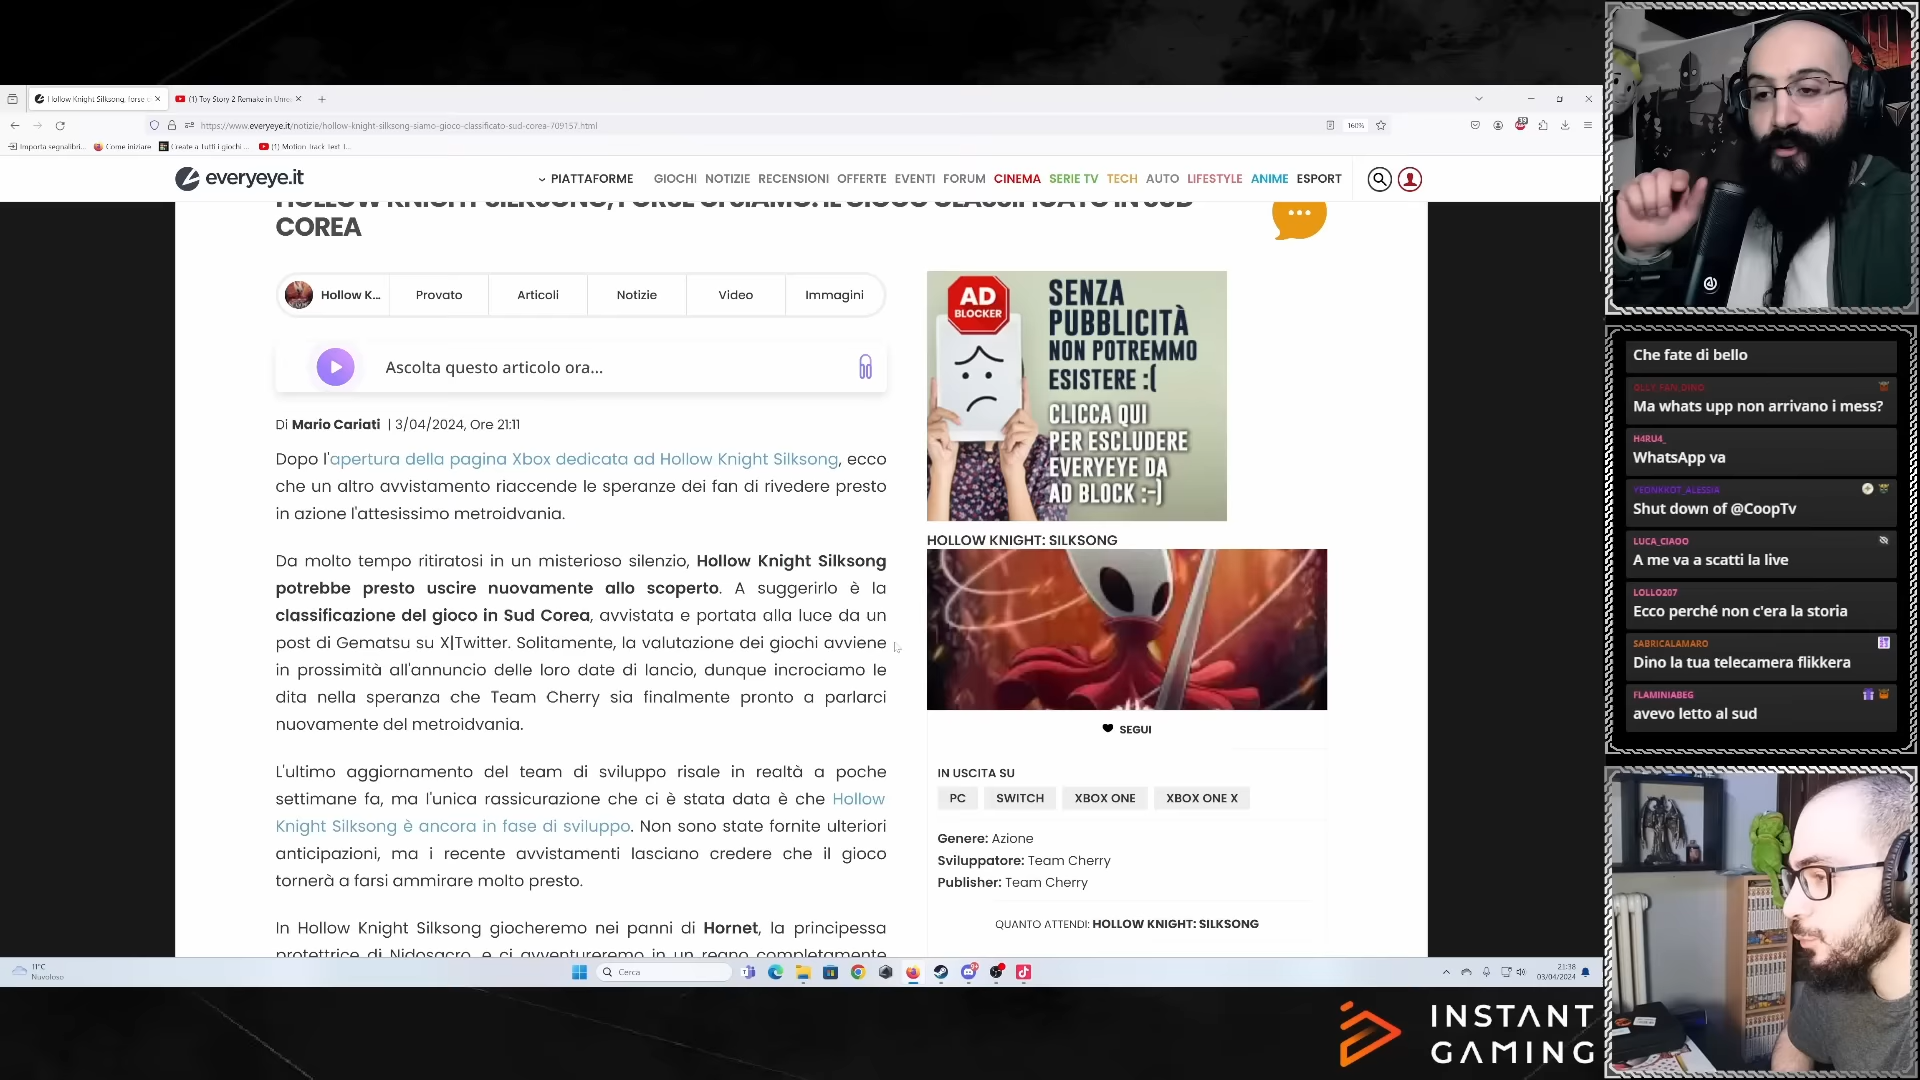 Hollow Knight Silksong, forse c
(1) Toy Story 2 Remake in Unre
https://www.everyeye.it/notizie/hollow-knight-silksong-siamo-gioco-classificato-sud-corea-709157.html
160%
Importa segnalibri...
Come iniziare
Create a Tutti i giochi ...
(1) Motion Track Text I...
everyeye.it
PIATTAFORME
GIOCHI
NOTIZIE
RECENSIONI
OFFERTE
EVENTI
FORUM
CINEMA
SERIE TV
TECH
AUTO
LIFESTYLE
ANIME
ESPORT
HOLLOW KNIGHT SILKSONG, FORSE CI SIAMO: IL GIOCO CLASSIFICATO IN SUD
COREA
Hollow K...
Provato
Articoli
Notizie
Video
Immagini
Ascolta questo articolo ora...
Di Mario Cariati | 3/04/2024, Ore 21:11
Dopo l'apertura della pagina Xbox dedicata ad Hollow Knight Silksong, ecco
che un altro avvistamento riaccende le speranze dei fan di rivedere presto
in azione l'attesissimo metroidvania.
Da molto tempo ritiratosi in un misterioso silenzio, Hollow Knight Silksong
potrebbe presto uscire nuovamente allo scoperto. A suggerirlo è la
classificazione del gioco in Sud Corea, avvistata e portata alla luce da un
post di Gematsu su X|Twitter. Solitamente, la valutazione dei giochi avviene
in prossimità all'annuncio delle loro date di lancio, dunque incrociamo le
dita nella speranza che Team Cherry sia finalmente pronto a parlarci
nuovamente del metroidvania.
L'ultimo aggiornamento del team di sviluppo risale in realtà a poche
settimane fa, ma l'unica rassicurazione che ci è stata data è che Hollow
Knight Silksong è ancora in fase di sviluppo. Non sono state fornite ulteriori
anticipazioni, ma i recente avvistamenti lasciano credere che il gioco
tornerà a farsi ammirare molto presto.
In Hollow Knight Silksong giocheremo nei panni di Hornet, la principessa
protettrice di Nidosacro, e ci avventureremo in un regno completamente
AD
BLOCKER
SENZA
PUBBLICITÀ
NON POTREMMO
ESISTERE :(
CLICCA QUI
PER ESCLUDERE
EVERYEYE DA
AD BLOCK :-)
HOLLOW KNIGHT: SILKSONG
SEGUI
IN USCITA SU
PC
SWITCH
XBOX ONE
XBOX ONE X
Genere: Azione
Sviluppatore: Team Cherry
Publisher: Team Cherry
QUANTO ATTENDI: HOLLOW KNIGHT: SILKSONG
11°C
Nuvoloso
Cerca
21:38
03/04/2024
Che fate di bello
OLLY_FAN_DINO
Ma whats upp non arrivano i mess?
H4RU4_
WhatsApp va
YEONKKOT_ALESSIA
Shut down of @CoopTv
LUCA_CIAOO
A me va a scatti la live
LOLLO207
Ecco perché non c'era la storia
SABRICALAMARO
Dino la tua telecamera flikkera
FLAMINIABEG
avevo letto al sud
INSTANT
GAMING